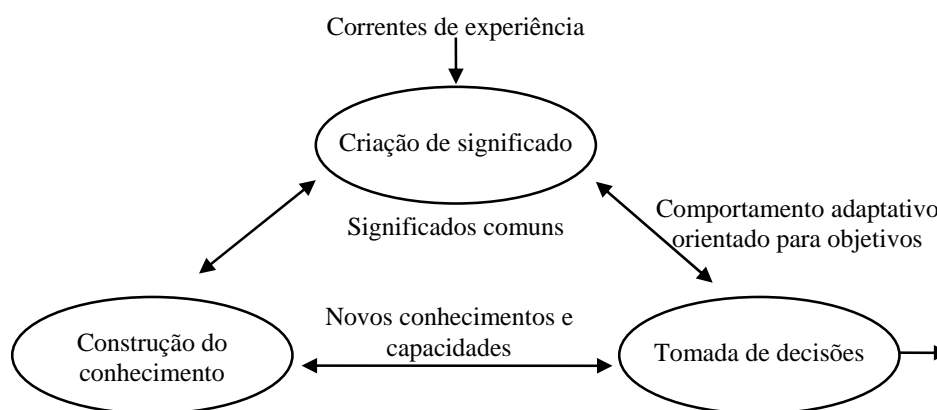 Correntes de experiência
Criação de significado
Significados comuns
Comportamento adaptativo
orientado para objetivos
Novos conhecimentos e
capacidades
Construção do
conhecimento
Tomada de decisões